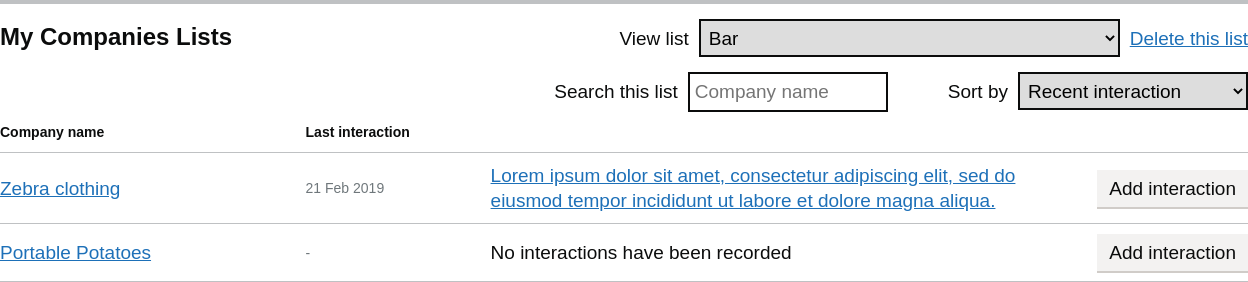 My Companies Lists
View list Bar Delete this list
Search this list Company name Sort by Recent interaction
Company name Last interaction
Zebra clothing 21 Feb 2019 Lorem ipsum dolor sit amet, consectetur adipiscing elit, sed do
eiusmod tempor incididunt ut labore et dolore magna aliqua. Add interaction
Portable Potatoes - No interactions have been recorded Add interaction